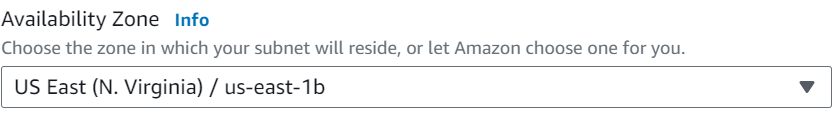 Availability Zone Info
Choose the zone in which your subnet will reside, or let Amazon choose one for you.
US East (N. Virginia) / us-east-1b